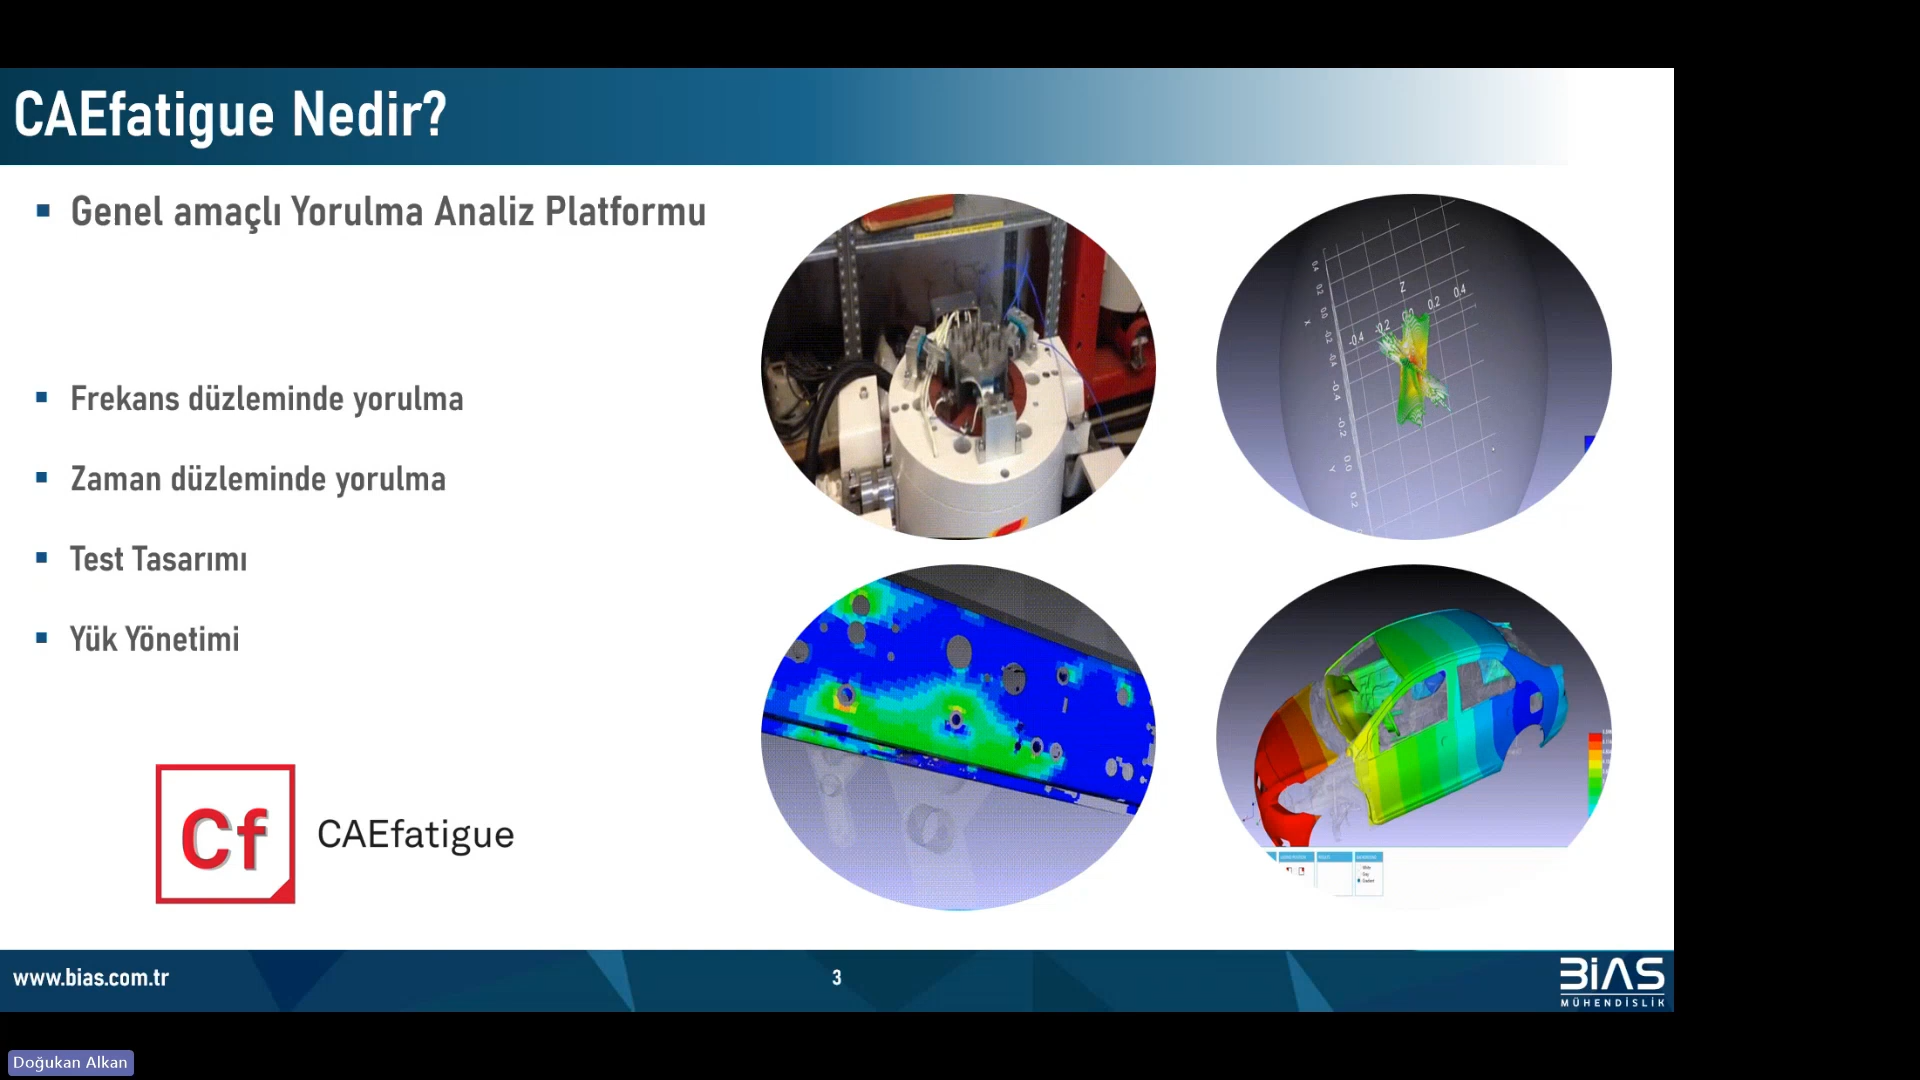 CAEfatigue Nedir?
Genel amaçlı Yorulma Analiz Platformu
Frekans düzleminde yorulma
Zaman düzleminde yorulma
Test Tasarımı
Yük Yönetimi
Cf
CAEfatigue
www.bias.com.tr
3
BiAS
MÜHENDİSLİK
Doğukan Alkan